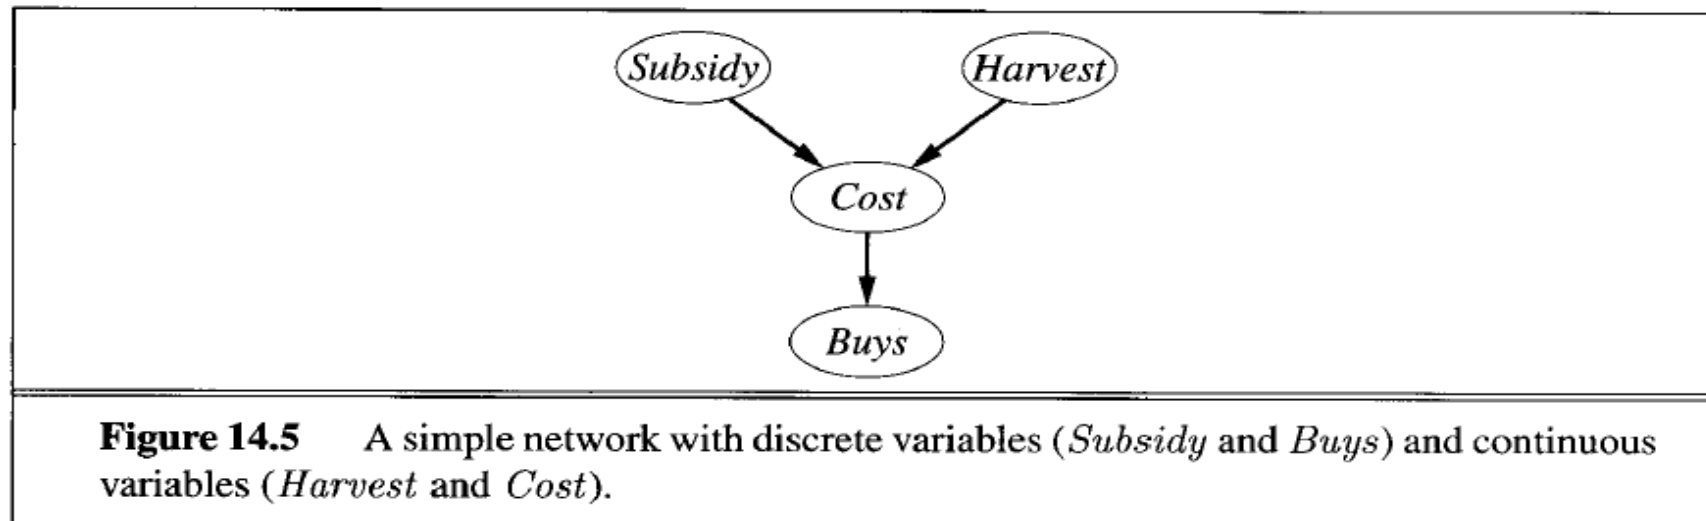 Subsidy Harvest
Cost
Buys
Figure 14.5 A simple network with discrete variables (Subsidy and Buys) and continuous
variables (Harvest and Cost).